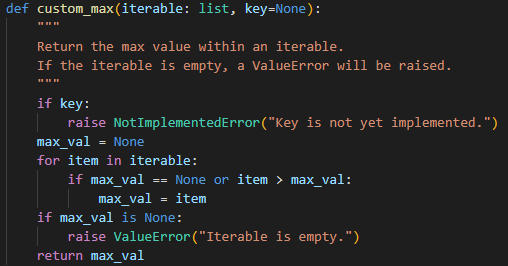 def custom_max(iterable: list, key=None):
    """
    Return the max value within an iterable.
    If the iterable is empty, a ValueError will be raised.
    """
    if key:
        raise NotImplementedError("Key is not yet implemented.")
    max_val = None
    for item in iterable:
        if max_val == None or item > max_val:
            max_val = item
    if max_val is None:
        raise ValueError("Iterable is empty.")
    return max_val